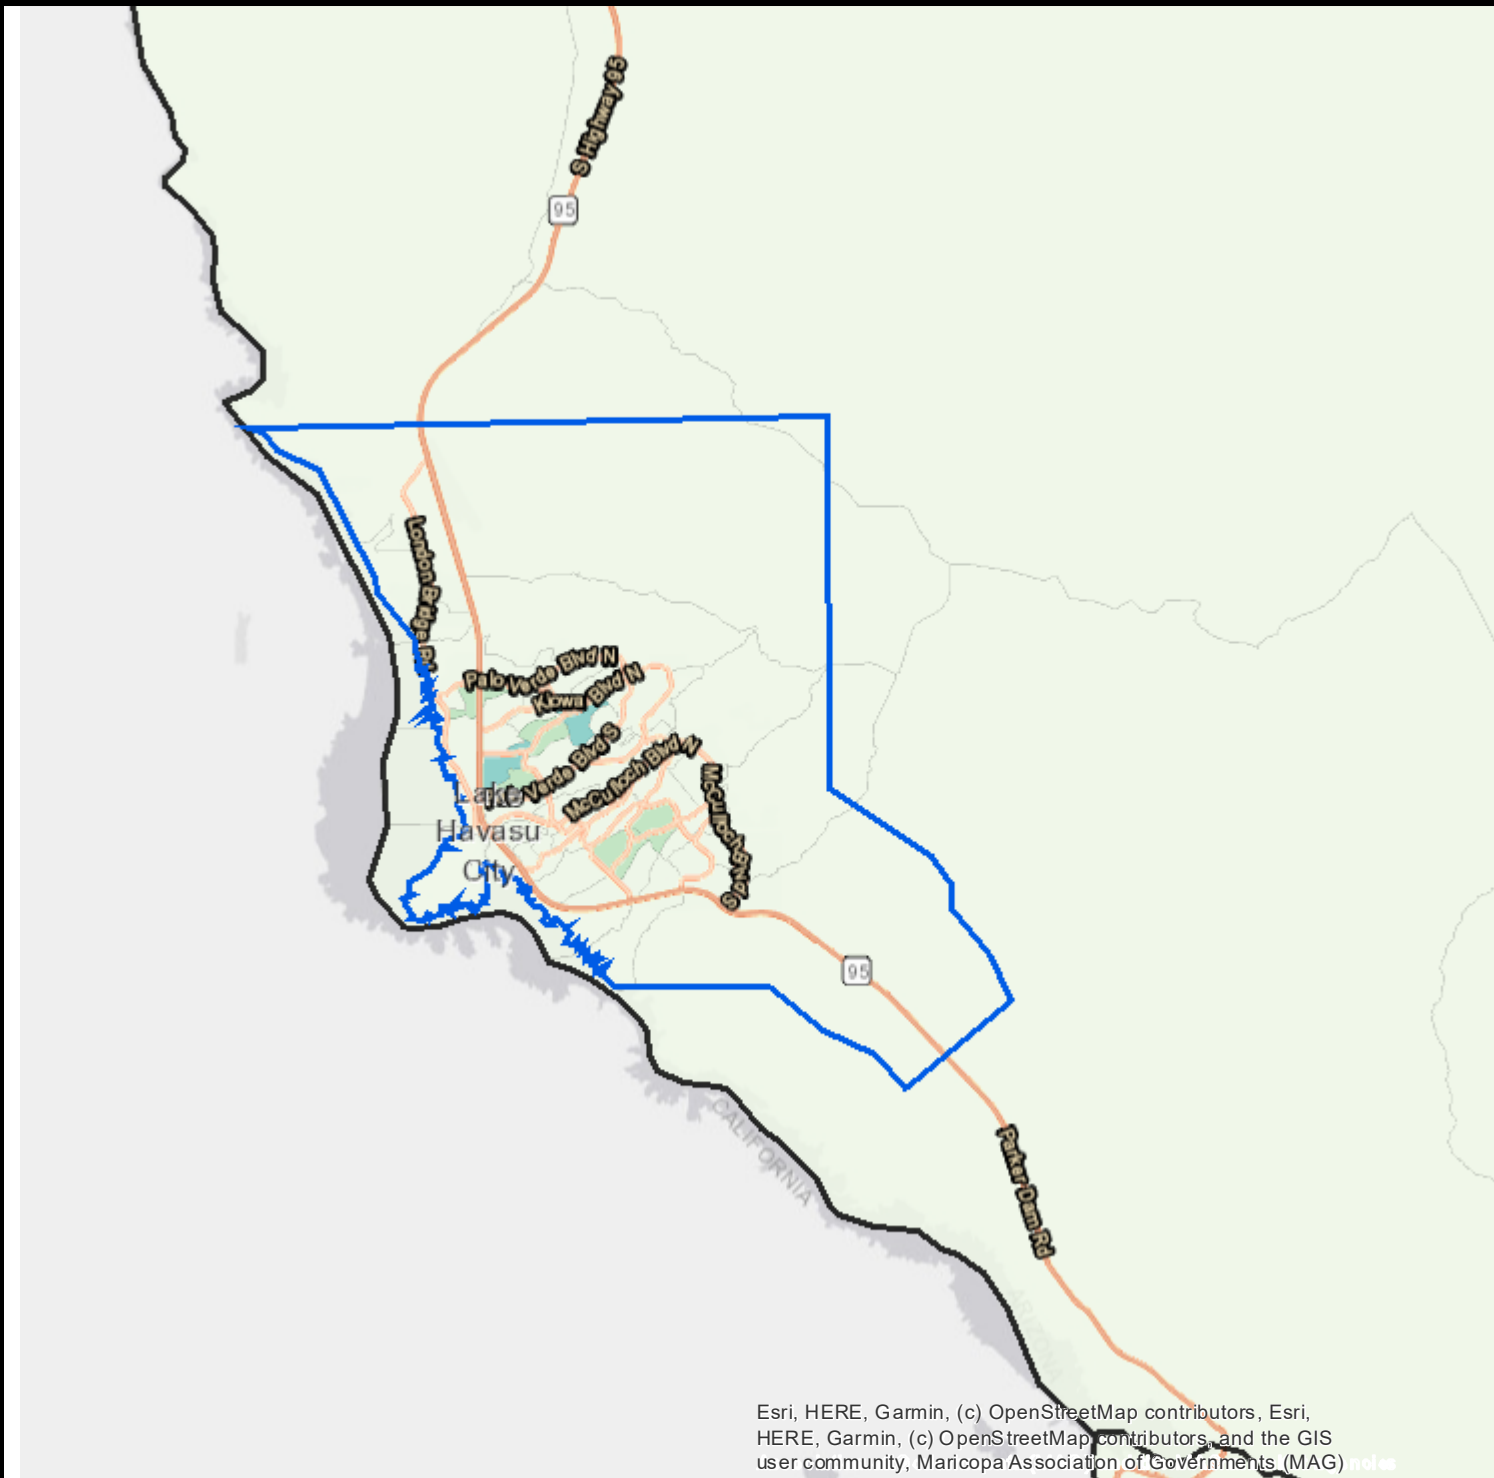 S Highway 95
95
London Bridge Rd
Palo Verde Blvd N
Kiowa Blvd N
Verde Blvd S
McCulloch Blvd N
McCulloch Blvd S
Lake
Havasu
City
95
CALIFORNIA
Parker Dam Rd
ARIZONA
Esri, HERE, Garmin, (c) OpenStreetMap contributors, Esri,
HERE, Garmin, (c) OpenStreetMap contributors, and the GIS
user community, Maricopa Association of Governments (MAG)